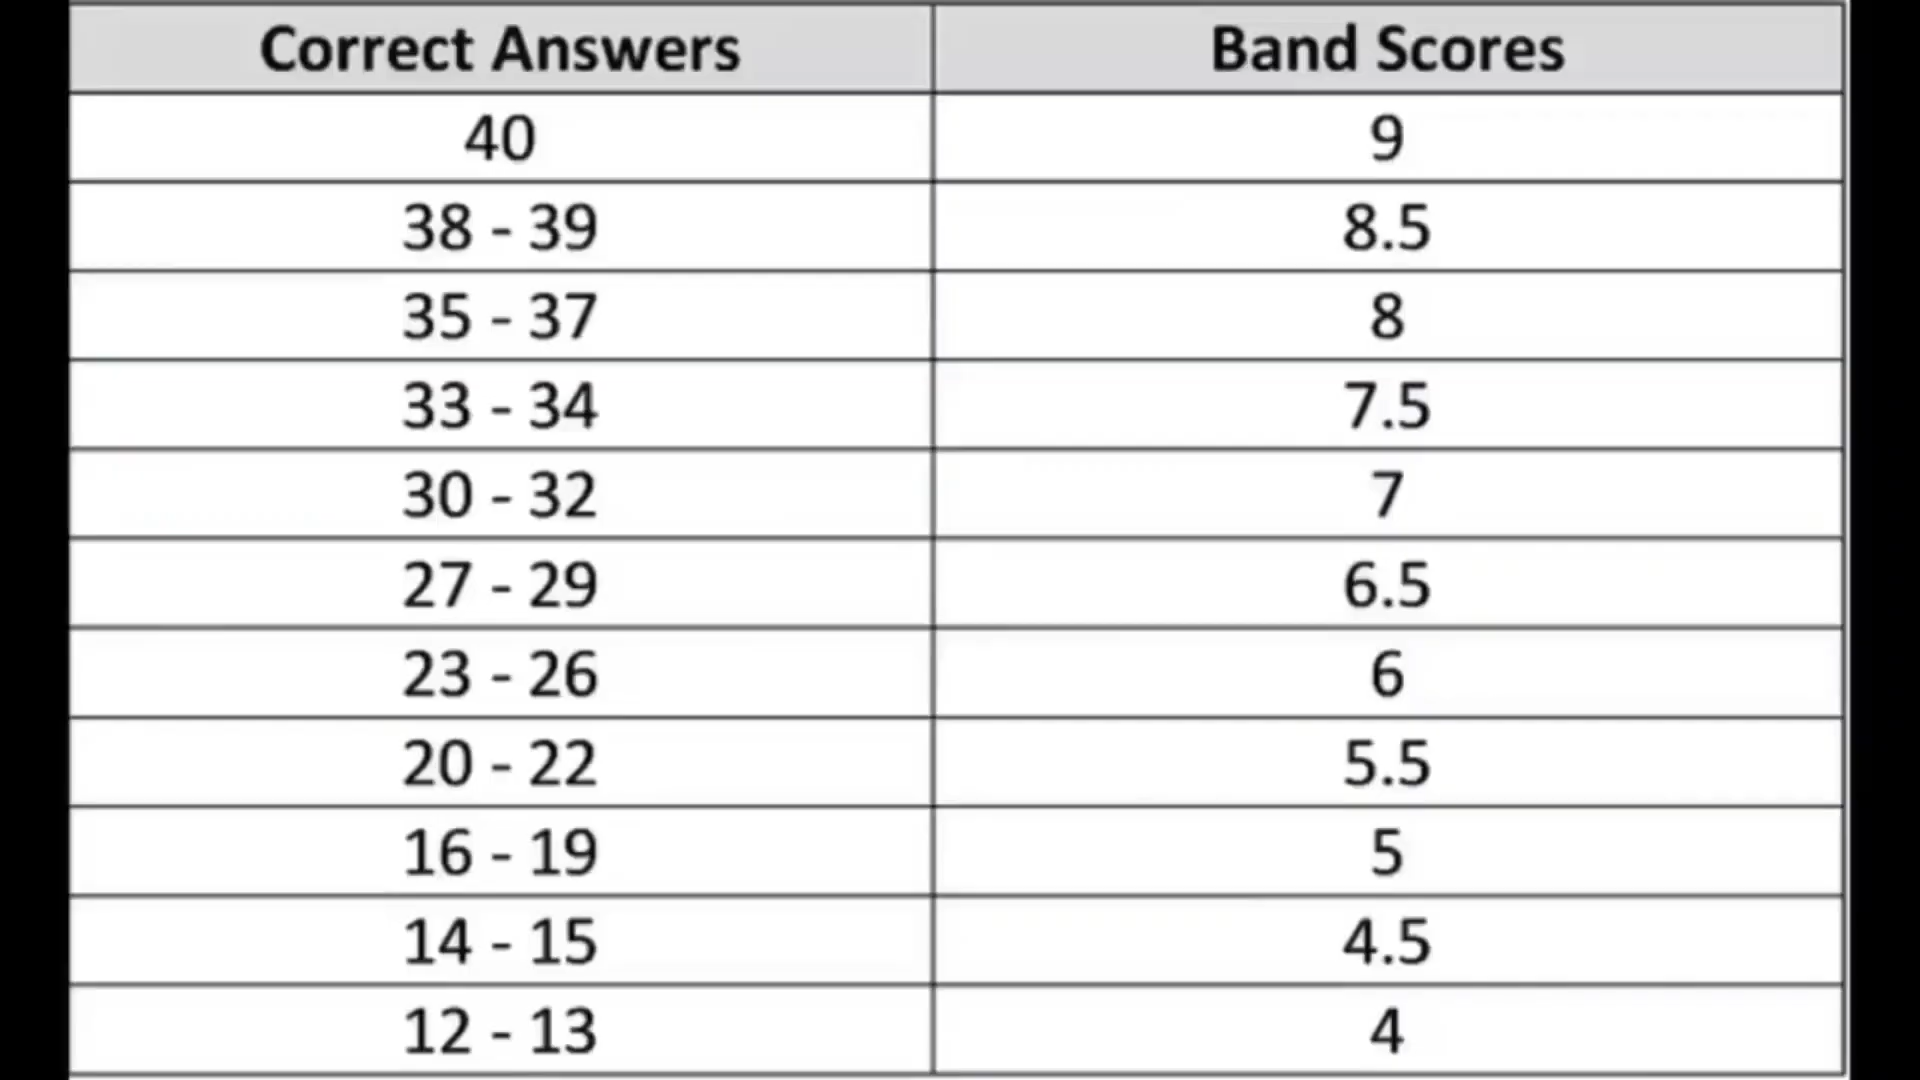 Correct Answers Band Scores
40 9
38 - 39 8.5
35 - 37 8
33 - 34 7.5
30 - 32 7
27 - 29 6.5
23 - 26 6
20 - 22 5.5
16 - 19 5
14 - 15 4.5
12 - 13 4